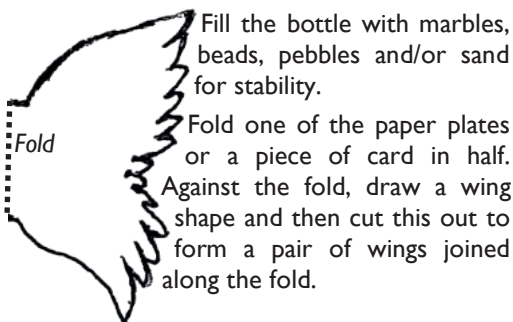 Fill the bottle with marbles,
beads, pebbles and/or sand
for stability.
Fold
Fold one of the paper plates
or a piece of card in half.
Against the fold, draw a wing
shape and then cut this out to
form a pair of wings joined
along the fold.